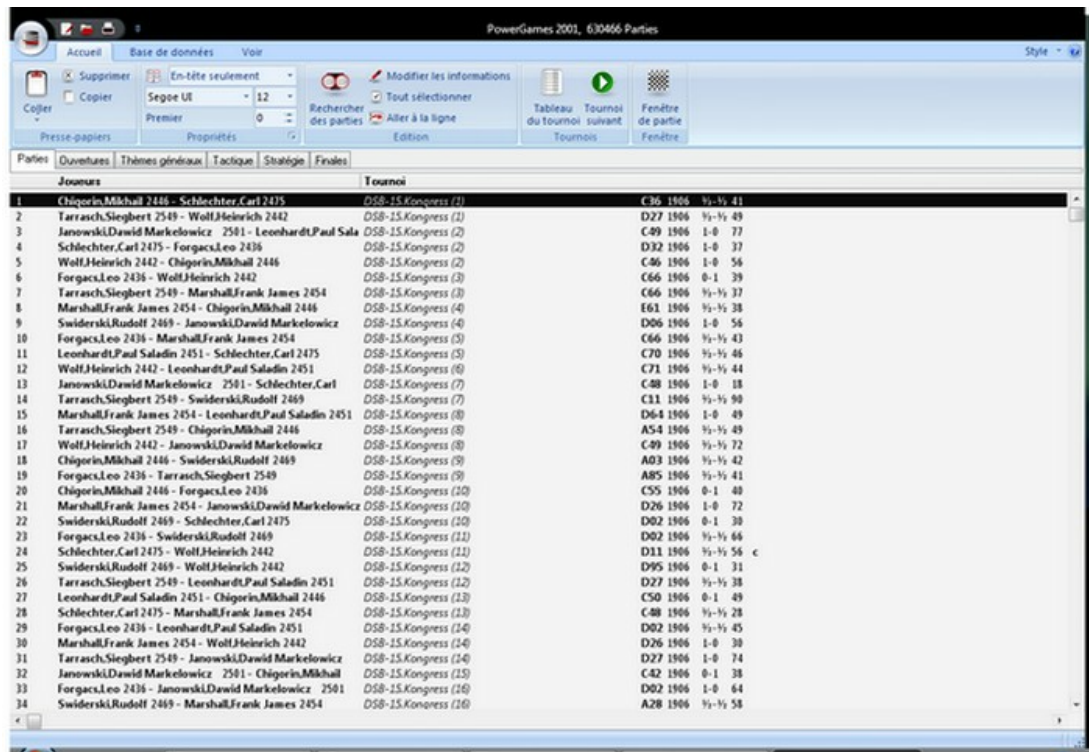 PowerGames 2001, 630466 Parties
Accueil Base de données Voir Style
Coller
Supprimer
Copier
Presse-papiers
En-tête seulement
Segoe UI 12
Premier 0
Propriétés
Rechercher des parties
Modifier les informations
Tout sélectionner
Aller à la ligne
Edition
Tableau du tournoi
Tournoi suivant
Tournois
Fenêtre de partie
Fenêtre
Parties Ouvertures Thèmes généraux Tactique Stratégie Finales
Joueurs Tournoi
1 Chigorin,Mikhail 2446 - Schlechter,Carl 2475 DSB-15.Kongress (1) C36 1906 ½-½ 41
2 Tarrasch,Siegbert 2549 - Wolf,Heinrich 2442 DSB-15.Kongress (1) D27 1906 ½-½ 49
3 Janowski,Dawid Markelowicz 2501 - Leonhardt,Paul Sala DSB-15.Kongress (2) C49 1906 1-0 77
4 Schlechter,Carl 2475 - Forgacs,Leo 2436 DSB-15.Kongress (2) D32 1906 1-0 37
5 Wolf,Heinrich 2442 - Chigorin,Mikhail 2446 DSB-15.Kongress (2) C46 1906 1-0 56
6 Forgacs,Leo 2436 - Wolf,Heinrich 2442 DSB-15.Kongress (3) C66 1906 0-1 39
7 Tarrasch,Siegbert 2549 - Marshall,Frank James 2454 DSB-15.Kongress (3) C66 1906 ½-½ 37
8 Marshall,Frank James 2454 - Chigorin,Mikhail 2446 DSB-15.Kongress (4) E61 1906 ½-½ 38
9 Swiderski,Rudolf 2469 - Janowski,Dawid Markelowicz DSB-15.Kongress (4) D06 1906 1-0 56
10 Forgacs,Leo 2436 - Marshall,Frank James 2454 DSB-15.Kongress (5) C66 1906 ½-½ 43
11 Leonhardt,Paul Saladin 2451 - Schlechter,Carl 2475 DSB-15.Kongress (5) C70 1906 ½-½ 46
12 Wolf,Heinrich 2442 - Leonhardt,Paul Saladin 2451 DSB-15.Kongress (6) C71 1906 ½-½ 44
13 Janowski,Dawid Markelowicz 2501 - Schlechter,Carl DSB-15.Kongress (7) C48 1906 1-0 18
14 Tarrasch,Siegbert 2549 - Swiderski,Rudolf 2469 DSB-15.Kongress (7) C11 1906 ½-½ 90
15 Marshall,Frank James 2454 - Leonhardt,Paul Saladin 2451 DSB-15.Kongress (8) D64 1906 1-0 49
16 Tarrasch,Siegbert 2549 - Chigorin,Mikhail 2446 DSB-15.Kongress (8) A54 1906 ½-½ 49
17 Wolf,Heinrich 2442 - Janowski,Dawid Markelowicz DSB-15.Kongress (8) C49 1906 ½-½ 72
18 Chigorin,Mikhail 2446 - Swiderski,Rudolf 2469 DSB-15.Kongress (9) A03 1906 ½-½ 42
19 Forgacs,Leo 2436 - Tarrasch,Siegbert 2549 DSB-15.Kongress (9) A85 1906 ½-½ 41
20 Chigorin,Mikhail 2446 - Forgacs,Leo 2436 DSB-15.Kongress (10) C55 1906 0-1 40
21 Marshall,Frank James 2454 - Janowski,Dawid Markelowicz DSB-15.Kongress (10) D26 1906 1-0 72
22 Swiderski,Rudolf 2469 - Schlechter,Carl 2475 DSB-15.Kongress (10) D02 1906 0-1 30
23 Forgacs,Leo 2436 - Swiderski,Rudolf 2469 DSB-15.Kongress (11) D02 1906 ½-½ 66
24 Schlechter,Carl 2475 - Wolf,Heinrich 2442 DSB-15.Kongress (11) D11 1906 ½-½ 56 c
25 Swiderski,Rudolf 2469 - Wolf,Heinrich 2442 DSB-15.Kongress (12) D95 1906 0-1 31
26 Tarrasch,Siegbert 2549 - Leonhardt,Paul Saladin 2451 DSB-15.Kongress (12) D27 1906 ½-½ 38
27 Leonhardt,Paul Saladin 2451 - Chigorin,Mikhail 2446 DSB-15.Kongress (13) C50 1906 0-1 49
28 Schlechter,Carl 2475 - Marshall,Frank James 2454 DSB-15.Kongress (13) C48 1906 ½-½ 28
29 Forgacs,Leo 2436 - Leonhardt,Paul Saladin 2451 DSB-15.Kongress (14) D02 1906 ½-½ 45
30 Marshall,Frank James 2454 - Wolf,Heinrich 2442 DSB-15.Kongress (14) D26 1906 1-0 30
31 Tarrasch,Siegbert 2549 - Janowski,Dawid Markelowicz DSB-15.Kongress (14) D27 1906 1-0 74
32 Janowski,Dawid Markelowicz 2501 - Chigorin,Mikhail DSB-15.Kongress (15) C42 1906 0-1 38
33 Forgacs,Leo 2436 - Janowski,Dawid Markelowicz 2501 DSB-15.Kongress (16) D02 1906 1-0 64
34 Swiderski,Rudolf 2469 - Marshall,Frank James 2454 DSB-15.Kongress (16) A28 1906 ½-½ 58